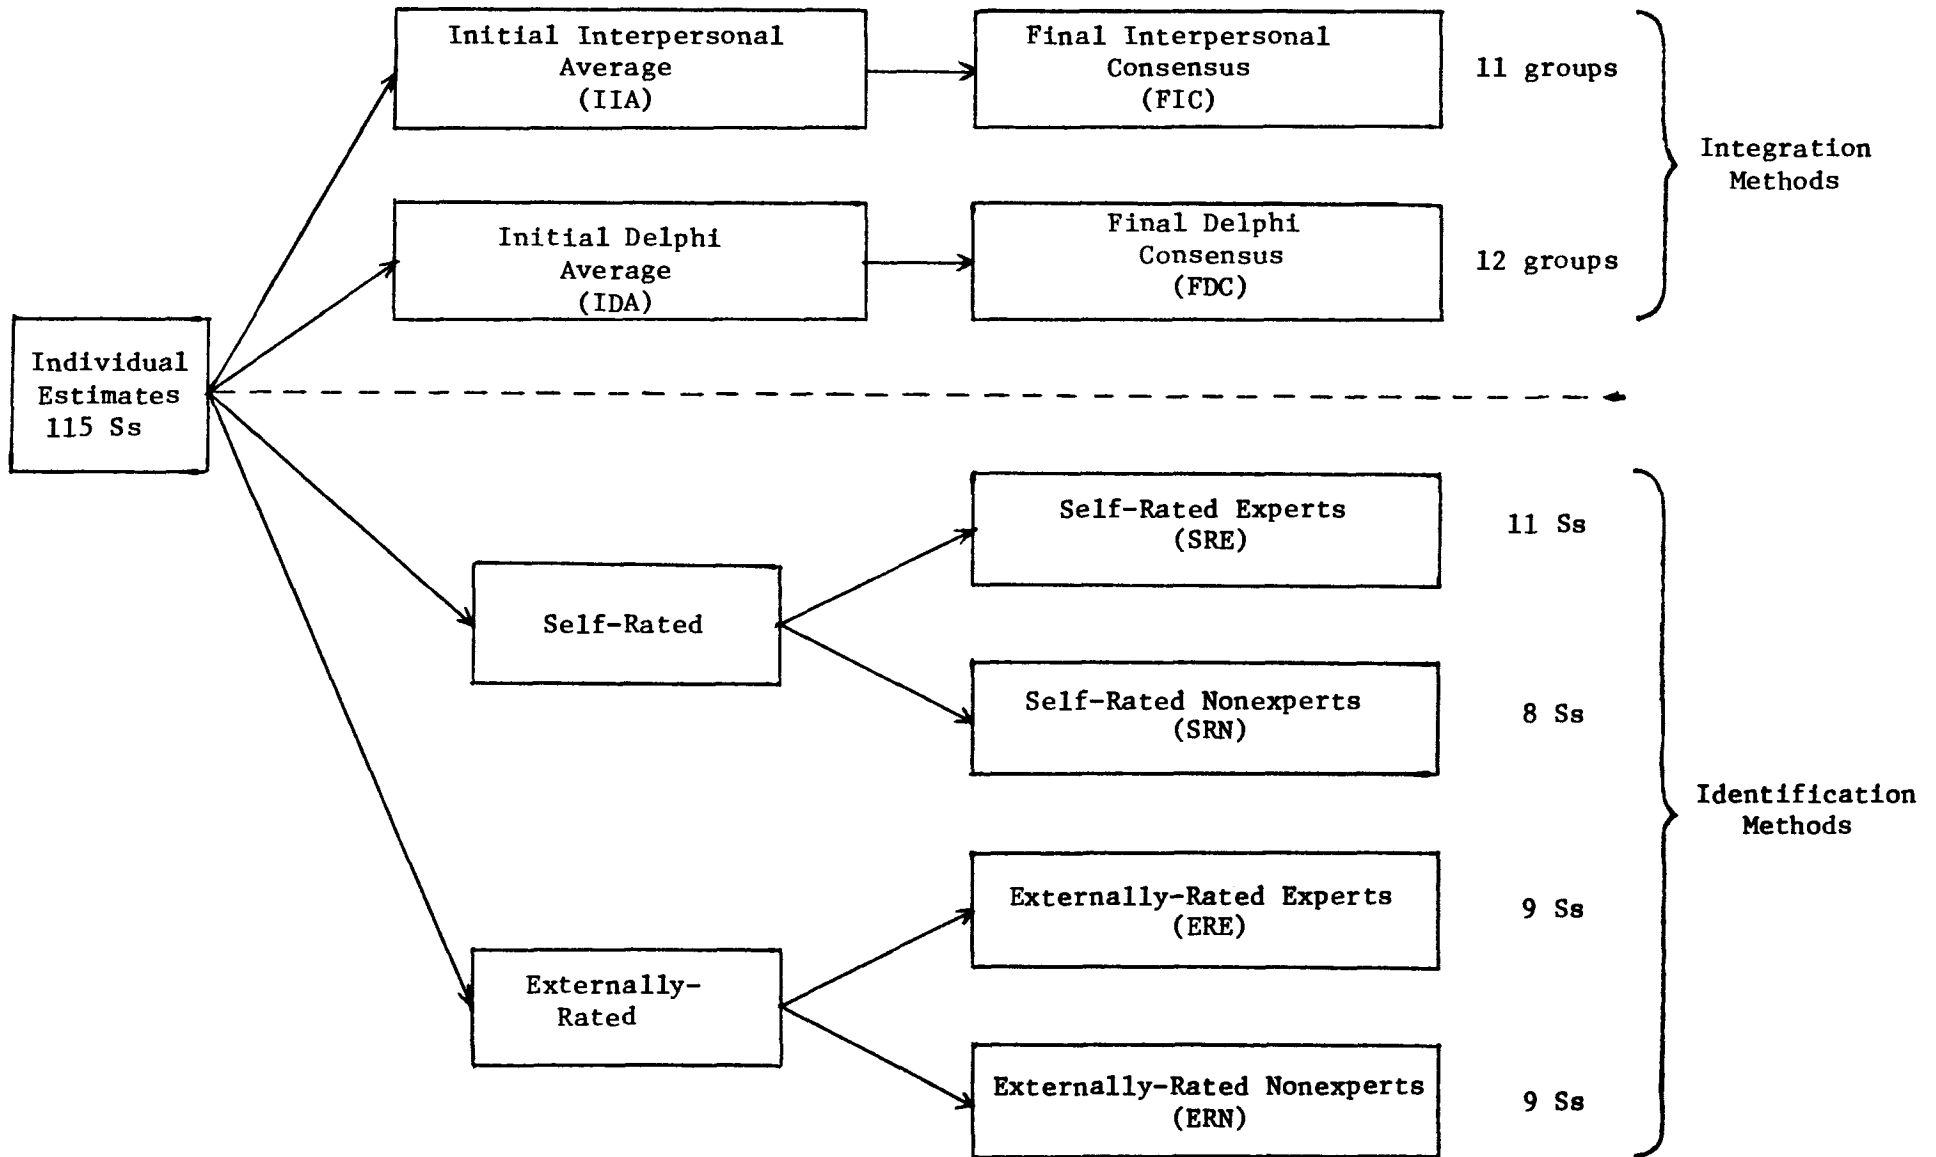 Initial Interpersonal
Average
(IIA)
Final Interpersonal
Consensus
(FIC)
11 groups
Integration
Methods
Initial Delphi
Average
(IDA)
Final Delphi
Consensus
(FDC)
12 groups
Individual
Estimates
115 Ss
Self-Rated
Self-Rated Experts
(SRE)
11 Ss
Self-Rated Nonexperts
(SRN)
8 Ss
Identification
Methods
Externally-
Rated
Externally-Rated Experts
(ERE)
9 Ss
Externally-Rated Nonexperts
(ERN)
9 Ss